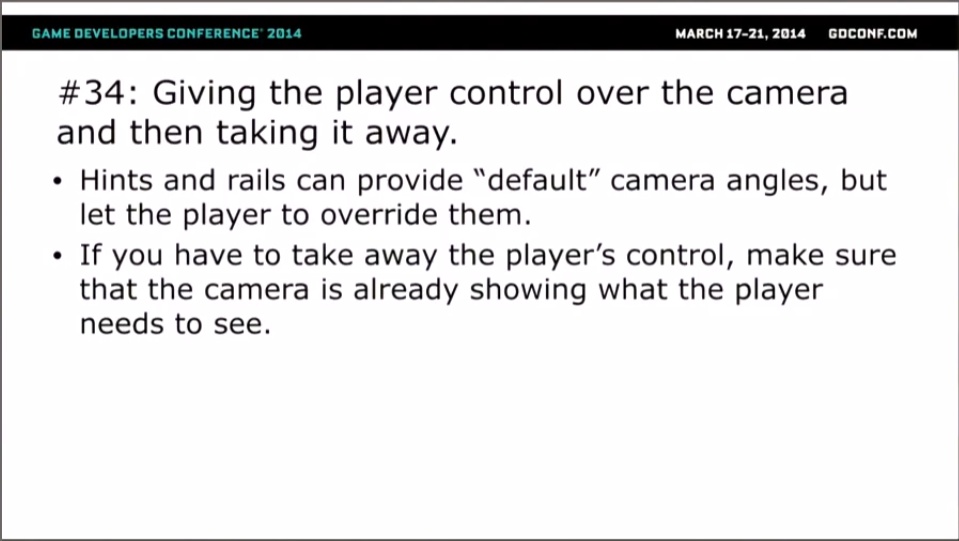 GAME DEVELOPERS CONFERENCE® 2014
MARCH 17-21, 2014 GDCONF.COM
#34: Giving the player control over the camera
and then taking it away.
• Hints and rails can provide “default” camera angles, but
let the player to override them.
• If you have to take away the player’s control, make sure
that the camera is already showing what the player
needs to see.